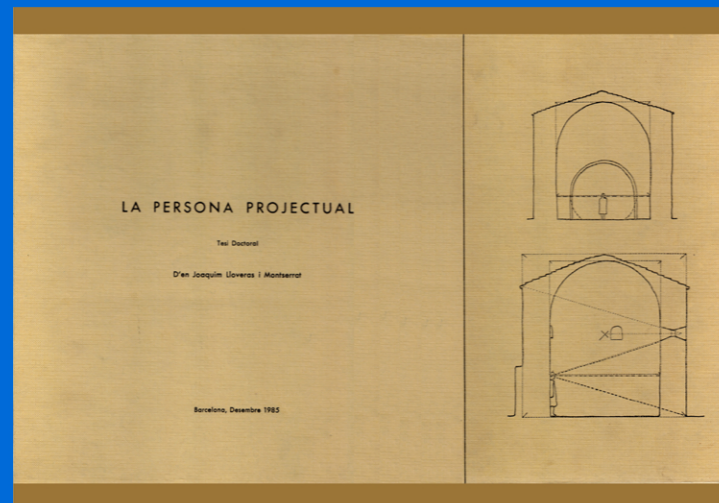 LA PERSONA PROJECTUAL
Tesi Doctoral
D'en Joaquim Lloveras i Montserrat
Barcelona, Desembre 1985